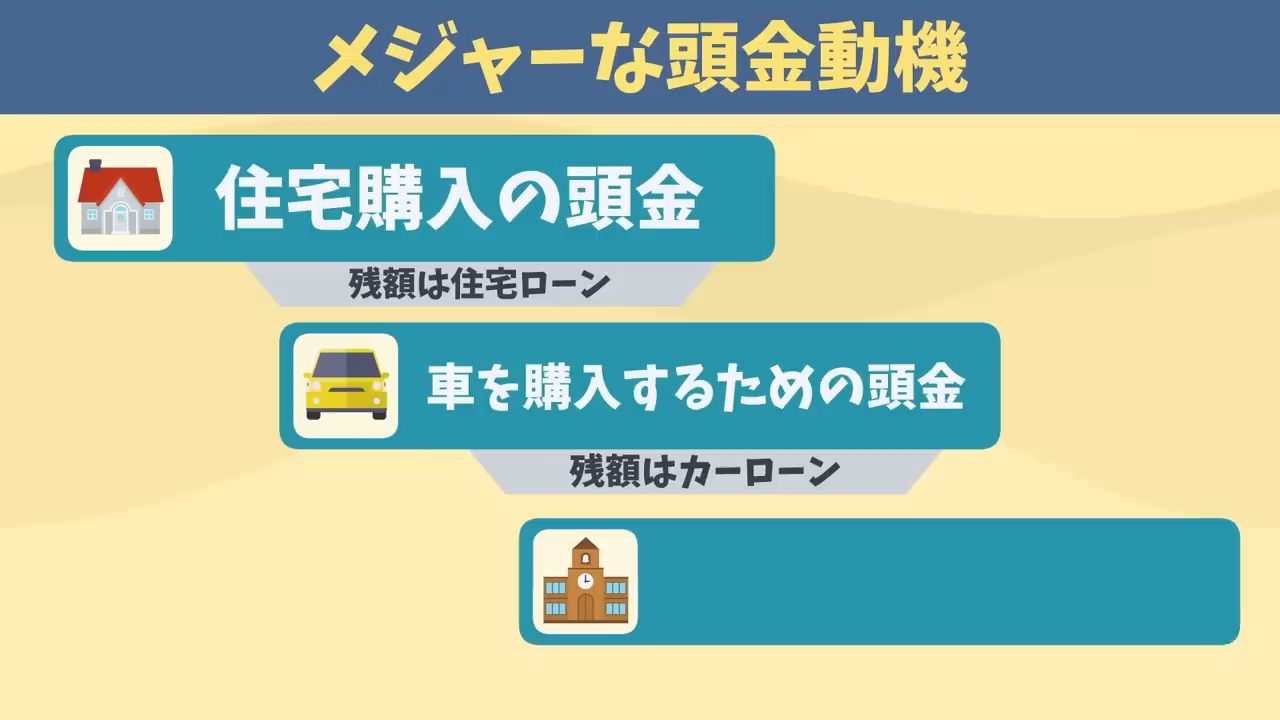 メジャーな頭金動機
住宅購入の頭金
残額は住宅ローン
車を購入するための頭金
残額はカーローン